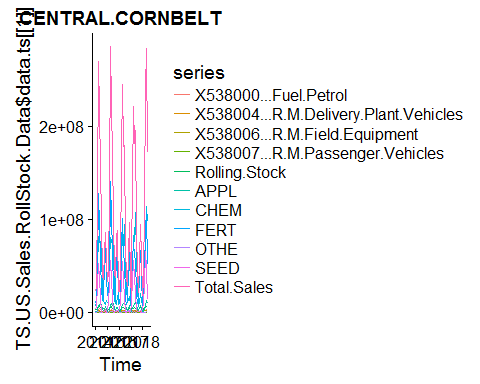 CENTRAL.CORNBELT
TS.US.Sales.RollStock.Data$data.ts[[1]]
2e+08
1e+08
0e+00
Time
series
X538000...Fuel.Petrol
X538004...R.M.Delivery.Plant.Vehicles
X538006...R.M.Field.Equipment
X538007...R.M.Passenger.Vehicles
Rolling.Stock
APPL
CHEM
FERT
OTHE
SEED
Total.Sales